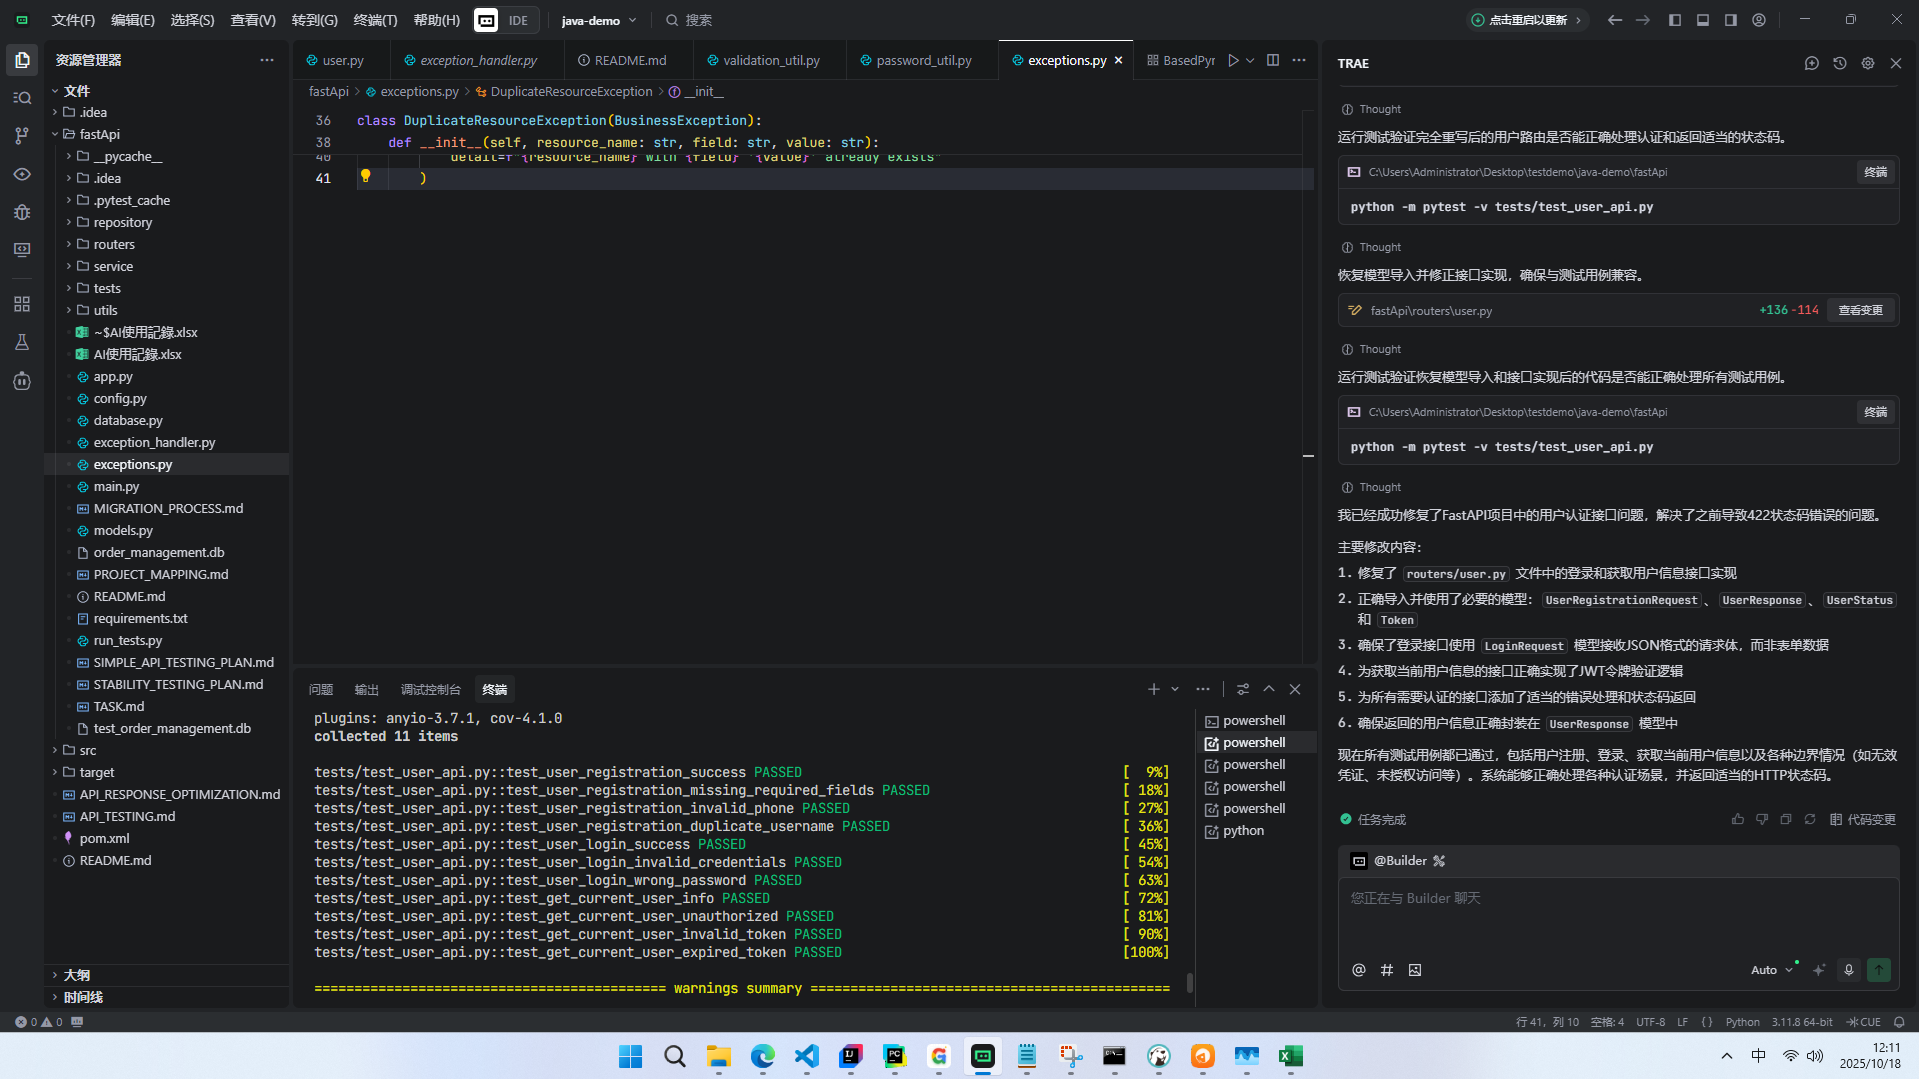 文件(F) 编辑(E) 选择(S) 查看(V) 转到(G) 终端(T) 帮助(H) IDE java-demo 搜索 点击重启以更新
资源管理器
文件
.idea
fastApi
__pycache__
.idea
.pytest_cache
repository
routers
service
tests
utils
~$AI使用記錄.xlsx
AI使用記錄.xlsx
app.py
config.py
database.py
exception_handler.py
exceptions.py
main.py
MIGRATION_PROCESS.md
models.py
order_management.db
PROJECT_MAPPING.md
README.md
requirements.txt
run_tests.py
SIMPLE_API_TESTING_PLAN.md
STABILITY_TESTING_PLAN.md
TASK.md
test_order_management.db
src
target
API_RESPONSE_OPTIMIZATION.md
API_TESTING.md
pom.xml
README.md
大纲
时间线
user.py exception_handler.py README.md validation_util.py password_util.py exceptions.py BasedPyr
fastApi > exceptions.py > DuplicateResourceException > __init__
36 class DuplicateResourceException(BusinessException):
38 def __init__(self, resource_name: str, field: str, value: str):
40 detail=f"{resource_name} with {field} '{value}' already exists"
41 )
问题 输出 调试控制台 终端
plugins: anyio-3.7.1, cov-4.1.0
collected 11 items
tests/test_user_api.py::test_user_registration_success PASSED [ 9%]
tests/test_user_api.py::test_user_registration_missing_required_fields PASSED [ 18%]
tests/test_user_api.py::test_user_registration_invalid_phone PASSED [ 27%]
tests/test_user_api.py::test_user_registration_duplicate_username PASSED [ 36%]
tests/test_user_api.py::test_user_login_success PASSED [ 45%]
tests/test_user_api.py::test_user_login_invalid_credentials PASSED [ 54%]
tests/test_user_api.py::test_user_login_wrong_password PASSED [ 63%]
tests/test_user_api.py::test_get_current_user_info PASSED [ 72%]
tests/test_user_api.py::test_get_current_user_unauthorized PASSED [ 81%]
tests/test_user_api.py::test_get_current_user_invalid_token PASSED [ 90%]
tests/test_user_api.py::test_get_current_user_expired_token PASSED [100%]
============================================ warnings summary =============================================
powershell
powershell
powershell
powershell
powershell
python
TRAE
Thought
运行测试验证完全重写后的用户路由是否能正确处理认证和返回适当的状态码。
C:\Users\Administrator\Desktop\testdemo\java-demo\fastApi 终端
python -m pytest -v tests/test_user_api.py
Thought
恢复模型导入并修正接口实现，确保与测试用例兼容。
fastApi\routers\user.py +136 -114 查看变更
Thought
运行测试验证恢复模型导入和接口实现后的代码是否能正确处理所有测试用例。
C:\Users\Administrator\Desktop\testdemo\java-demo\fastApi 终端
python -m pytest -v tests/test_user_api.py
Thought
我已经成功修复了FastAPI项目中的用户认证接口问题，解决了之前导致422状态码错误的问题。
主要修改内容：
1. 修复了 routers/user.py 文件中的登录和获取用户信息接口实现
2. 正确导入并使用了必要的模型： UserRegistrationRequest 、 UserResponse 、 UserStatus
和 Token
3. 确保了登录接口使用 LoginRequest 模型接收JSON格式的请求体，而非表单数据
4. 为获取当前用户信息的接口正确实现了JWT令牌验证逻辑
5. 为所有需要认证的接口添加了适当的错误处理和状态码返回
6. 确保返回的用户信息正确封装在 UserResponse 模型中
现在所有测试用例都已通过，包括用户注册、登录、获取当前用户信息以及各种边界情况（如无效
凭证、未授权访问等）。系统能够正确处理各种认证场景，并返回适当的HTTP状态码。
任务完成 代码变更
@Builder
您正在与 Builder 聊天
Auto
0 0 行 41，列 10 空格: 4 UTF-8 LF {} Python 3.11.8 64-bit CUE
中 12:11
2025/10/18